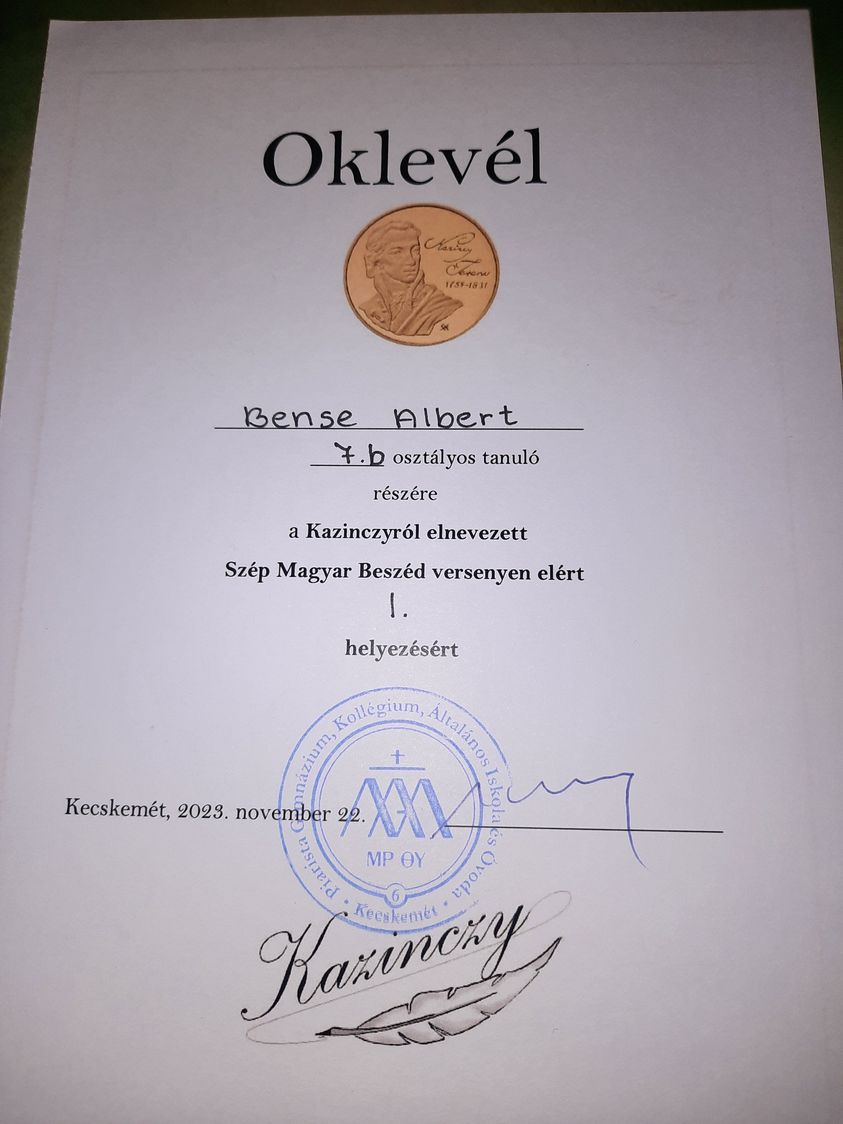 Oklevél
Kazinczy
Ferenc
1759-1831
Bense Albert
7.b osztályos tanuló
részére
a Kazinczyról elnevezett
Szép Magyar Beszéd versenyen elért
I.
helyezésért
Piarista Gimnázium, Kollégium, Általános Iskola és Óvoda
MP ΘY
6
• Kecskemét •
Kecskemét, 2023. november 22.
Kazinczy